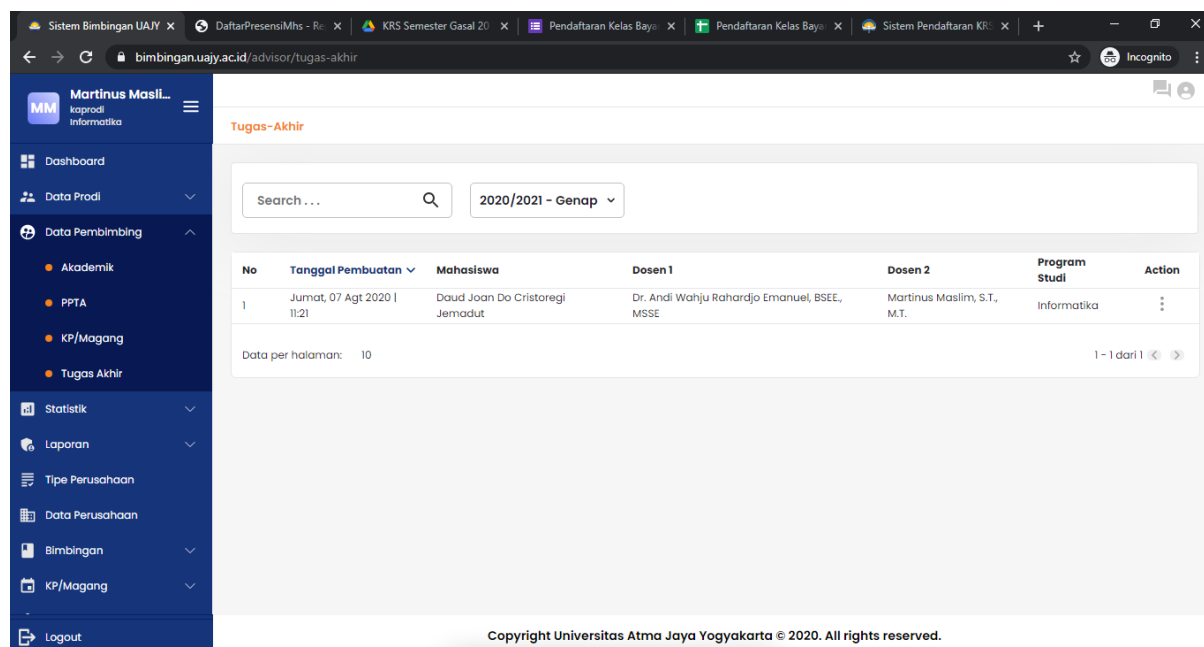 Sistem Bimbingan UAJY
DaftarPresensiMhs - Re
KRS Semester Gasal 20
Pendaftaran Kelas Baya
Pendaftaran Kelas Baya
Sistem Pendaftaran KRS
bimbingan.uajy.ac.id/advisor/tugas-akhir
Incognito
MM
Martinus Masli...
kaprodi
Informatika
Tugas-Akhir
Dashboard
Data Prodi
Data Pembimbing
Akademik
PPTA
KP/Magang
Tugas Akhir
Statistik
Laporan
Tipe Perusahaan
Data Perusahaan
Bimbingan
KP/Magang
Logout
Search . . .
2020/2021 - Genap
No Tanggal Pembuatan Mahasiswa Dosen 1 Dosen 2 Program Studi Action
1 Jumat, 07 Agt 2020 | 11:21 Daud Joan Do Cristoregi Jemadut Dr. Andi Wahju Rahardjo Emanuel, BSEE., MSSE Martinus Maslim, S.T., M.T. Informatika
Data per halaman: 10
1 - 1 dari 1
Copyright Universitas Atma Jaya Yogyakarta © 2020. All rights reserved.